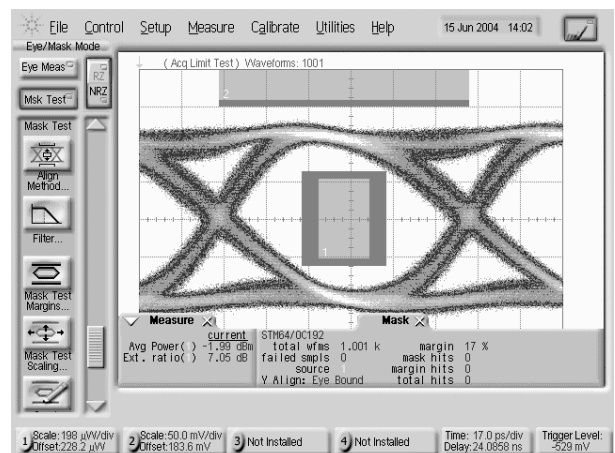 File Control Setup Measure Calibrate Utilities Help 15 Jun 2004 14:02
Eye/Mask Mode
Eye Meas
RZ
NRZ
Msk Test
( Acq Limit Test ) Waveforms: 1001
2
1
Mask Test
Align
Method...
Filter...
Mask Test
Margins...
Mask Test
Scaling...
Measure
current
Avg Power( ) -1.99 dBm
Ext. ratio( ) 7.05 dB
Mask
STM64/OC192
total wfms 1.001 k
failed smpls 0
source 1
Y Align: Eye Bound
margin 17 %
mask hits 0
margin hits 0
total hits 0
1 Scale: 198 µW/div
Offset: 228.2 µW
2 Scale: 50.0 mV/div
Offset: 183.6 mV
3 Not Installed
4 Not Installed
Time: 17.0 ps/div
Delay: 24.0858 ns
Trigger Level:
-529 mV